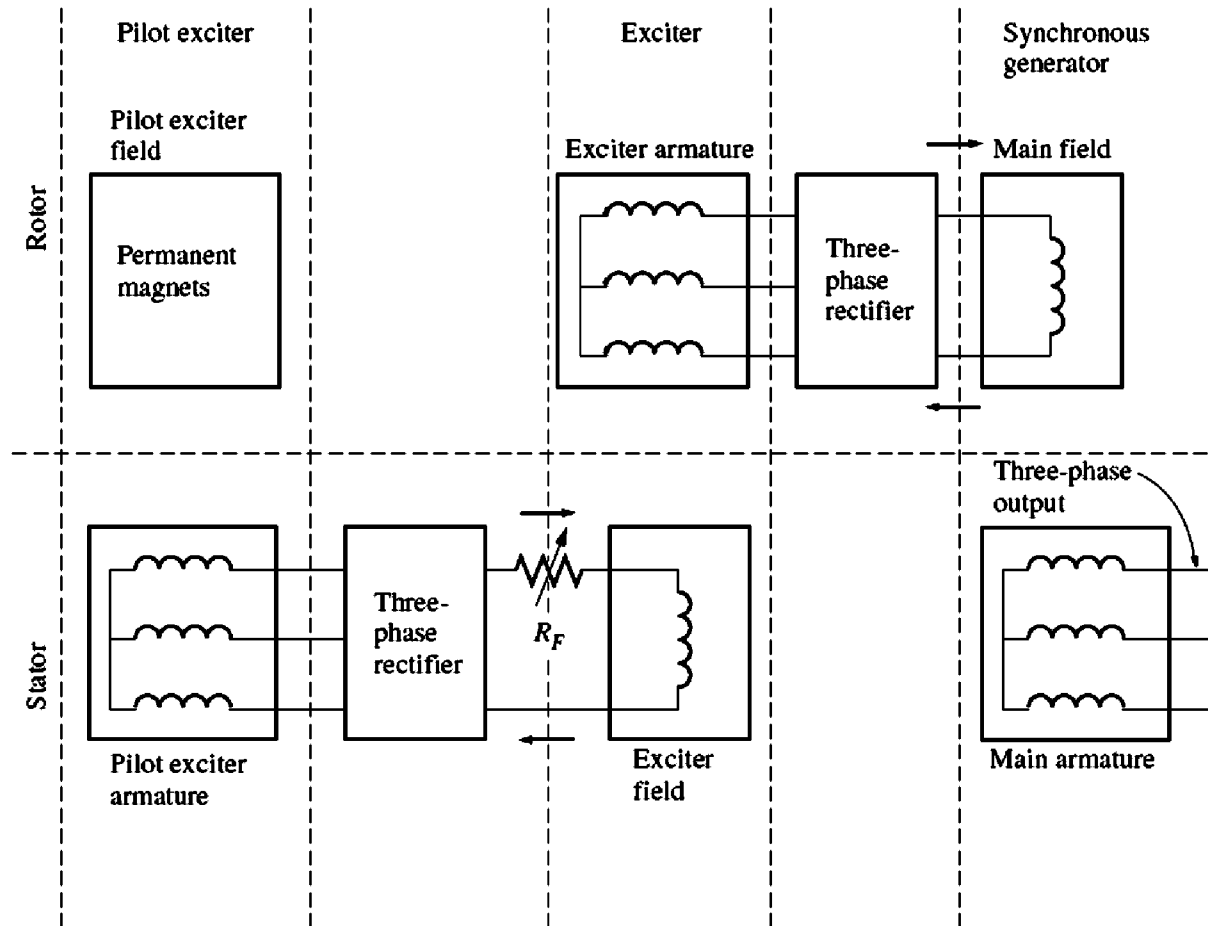 Pilot exciter
Exciter
Synchronous
generator
Pilot exciter
field
Exciter armature
Main field
Rotor
Permanent
magnets
Three-
phase
rectifier
Three-phase
output
Stator
Three-
phase
rectifier
R_F
Pilot exciter
armature
Exciter
field
Main armature